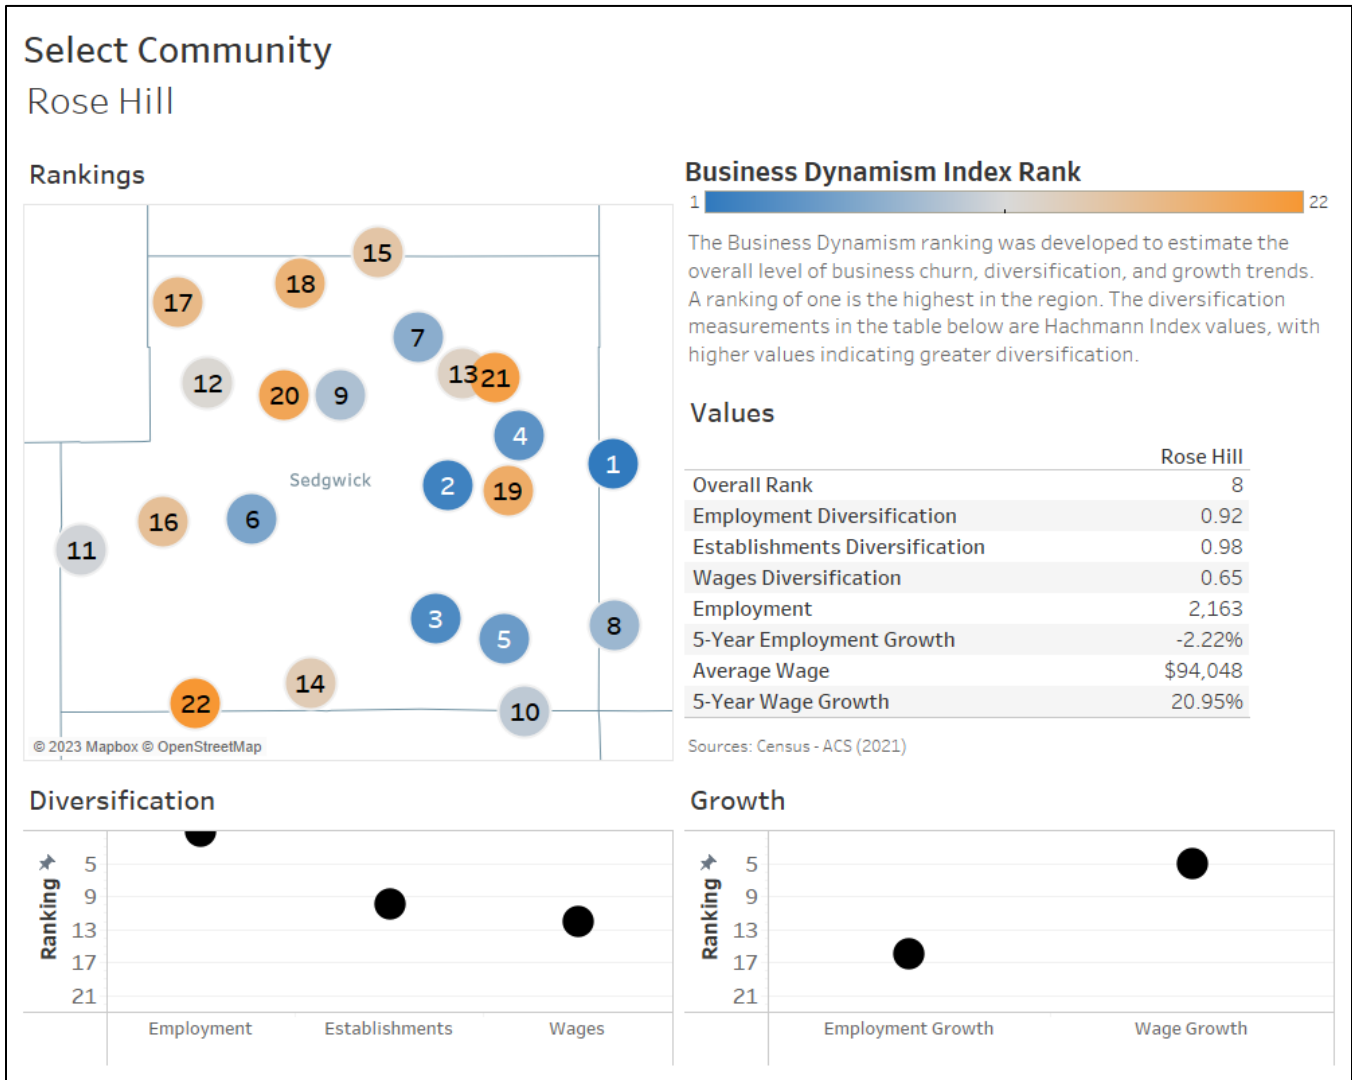 Select Community
Rose Hill
Rankings
15
18
17
7
13
21
12
20
9
4
1
Sedgwick
2
19
16
6
11
3
5
8
14
22
10
© 2023 Mapbox © OpenStreetMap
Business Dynamism Index Rank
1 22
The Business Dynamism ranking was developed to estimate the
overall level of business churn, diversification, and growth trends.
A ranking of one is the highest in the region. The diversification
measurements in the table below are Hachmann Index values, with
higher values indicating greater diversification.
Values
Rose Hill
Overall Rank 8
Employment Diversification 0.92
Establishments Diversification 0.98
Wages Diversification 0.65
Employment 2,163
5-Year Employment Growth -2.22%
Average Wage $94,048
5-Year Wage Growth 20.95%
Sources: Census - ACS (2021)
Diversification
Ranking
5
9
13
17
21
Employment Establishments Wages
Growth
Ranking
5
9
13
17
21
Employment Growth Wage Growth